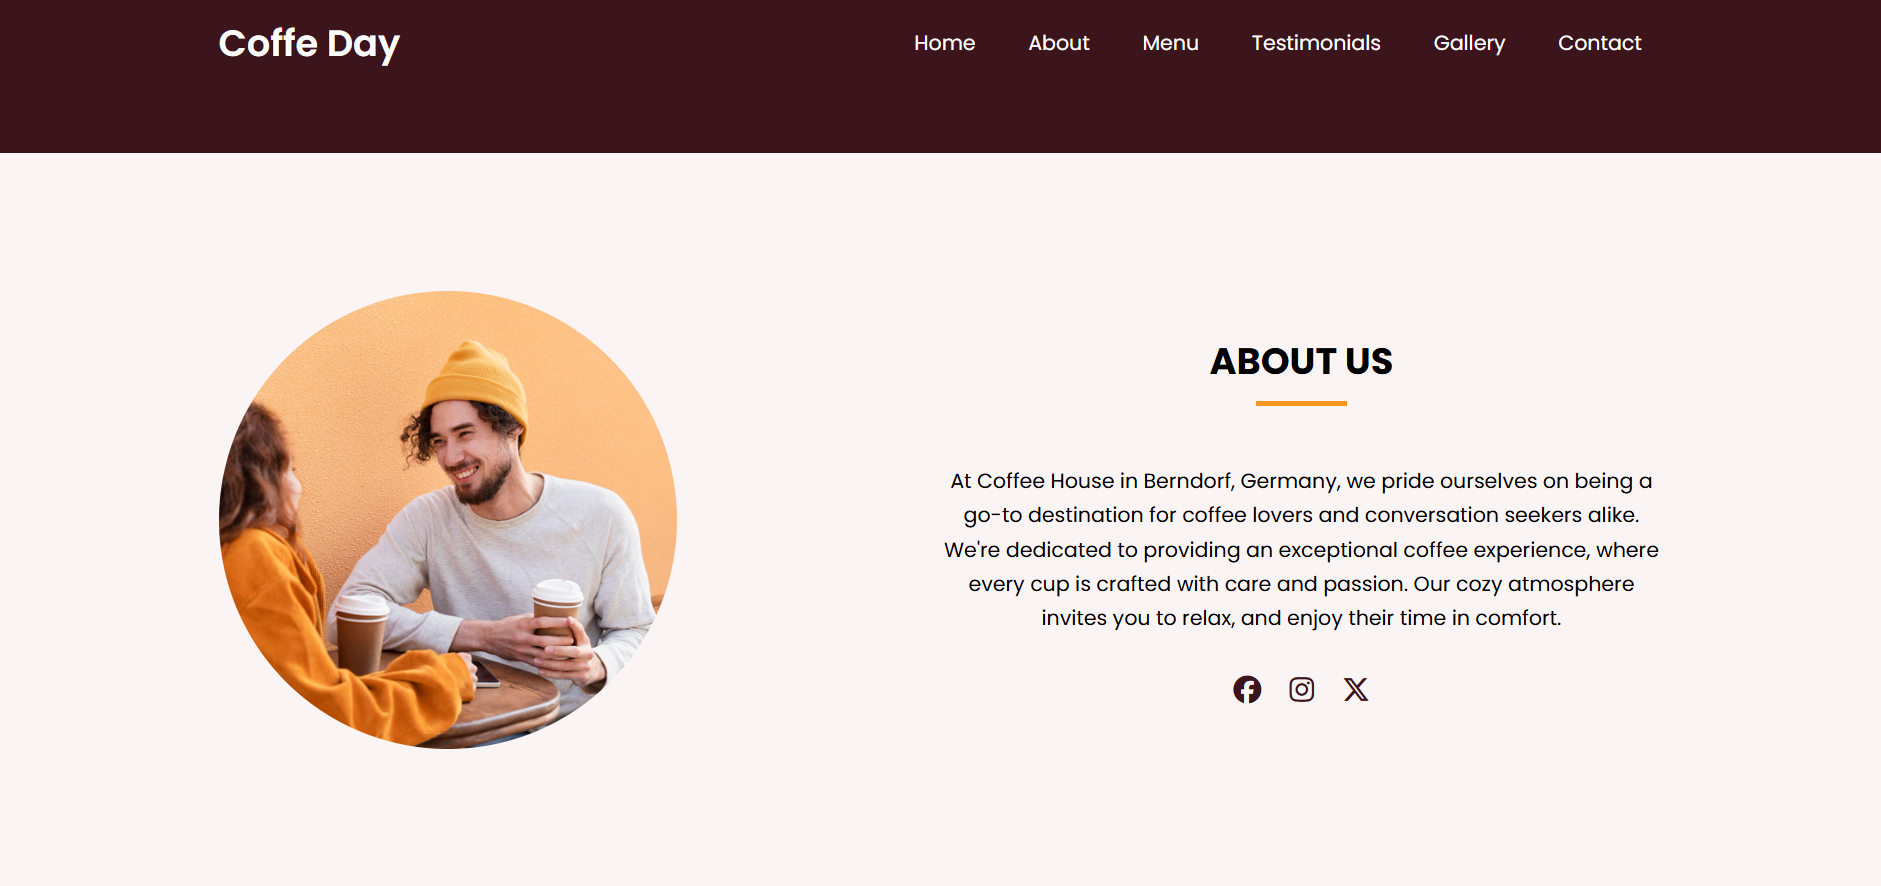 Coffe Day
Home About Menu Testimonials Gallery Contact
ABOUT US
At Coffee House in Berndorf, Germany, we pride ourselves on being a
go-to destination for coffee lovers and conversation seekers alike.
We're dedicated to providing an exceptional coffee experience, where
every cup is crafted with care and passion. Our cozy atmosphere
invites you to relax, and enjoy their time in comfort.